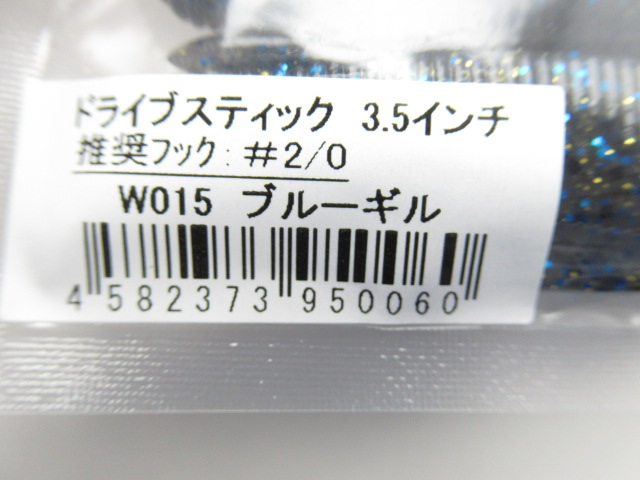 ドライブスティック 3.5インチ
推奨フック:#2/0
W015 ブルーギル
4 582373 950060